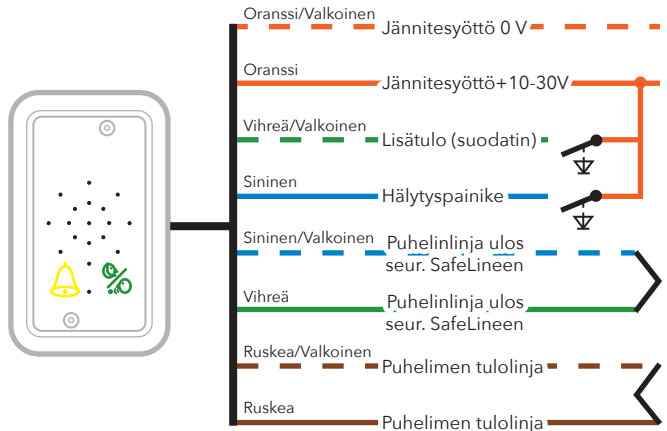 Oranssi/Valkoinen
Jännitesyöttö 0 V
Oranssi
Jännitesyöttö+10-30V
Vihreä/Valkoinen
Lisätulo (suodatin)
Sininen
Hälytyspainike
Sininen/Valkoinen
Puhelinlinja ulos
seur. SafeLineen
Vihreä
Puhelinlinja ulos
seur. SafeLineen
Ruskea/Valkoinen
Puhelimen tulolinja
Ruskea
Puhelimen tulolinja